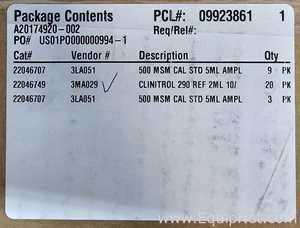 Package Contents PCL#: 09923861 1
A20174920-002 Req/Rel#:
PO# US01P0000000994-1
Cat# Vendor # Description Qty
22046707 3LA051 500 MSM CAL STD 5ML AMPL 9 PK
22046749 3MA029 CLINITROL 290 REF 2ML 10/ 20 PK
22046707 3LA051 500 MSM CAL STD 5ML AMPL 3 PK
www.EquipNet.com